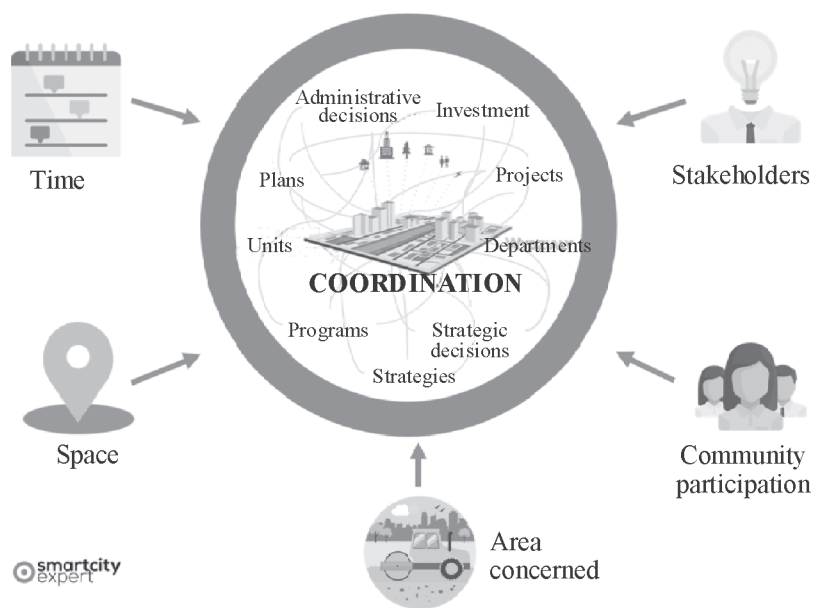 Administrative
decisions
Investment
Time
Stakeholders
Plans
Projects
Units
Departments
COORDINATION
Programs
Strategic
decisions
Strategies
Space
Community
participation
Area
concerned
smartcity
expert